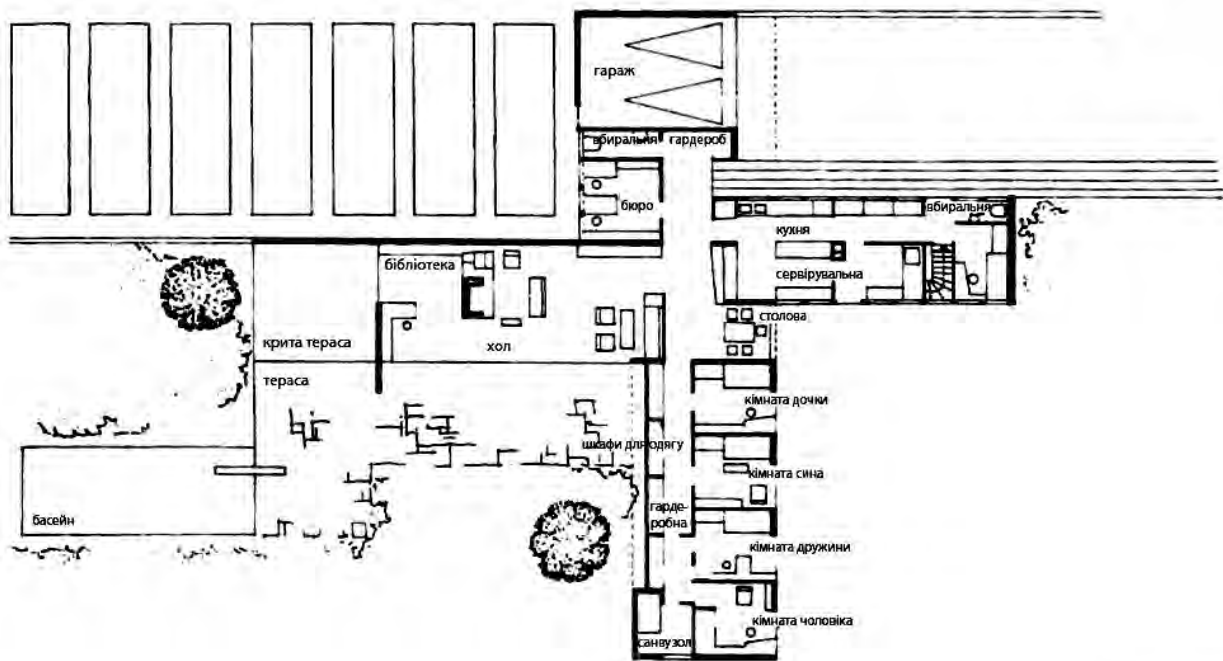 гараж
вбиральня
гардероб
бюро
вбиральня
кухня
бібліотека
сервірувальна
столова
крита тераса
хол
тераса
кімната дочки
шкафи для одягу
кімната сина
гарде-
робна
басейн
кімната дружини
кімната чоловіка
санвузол